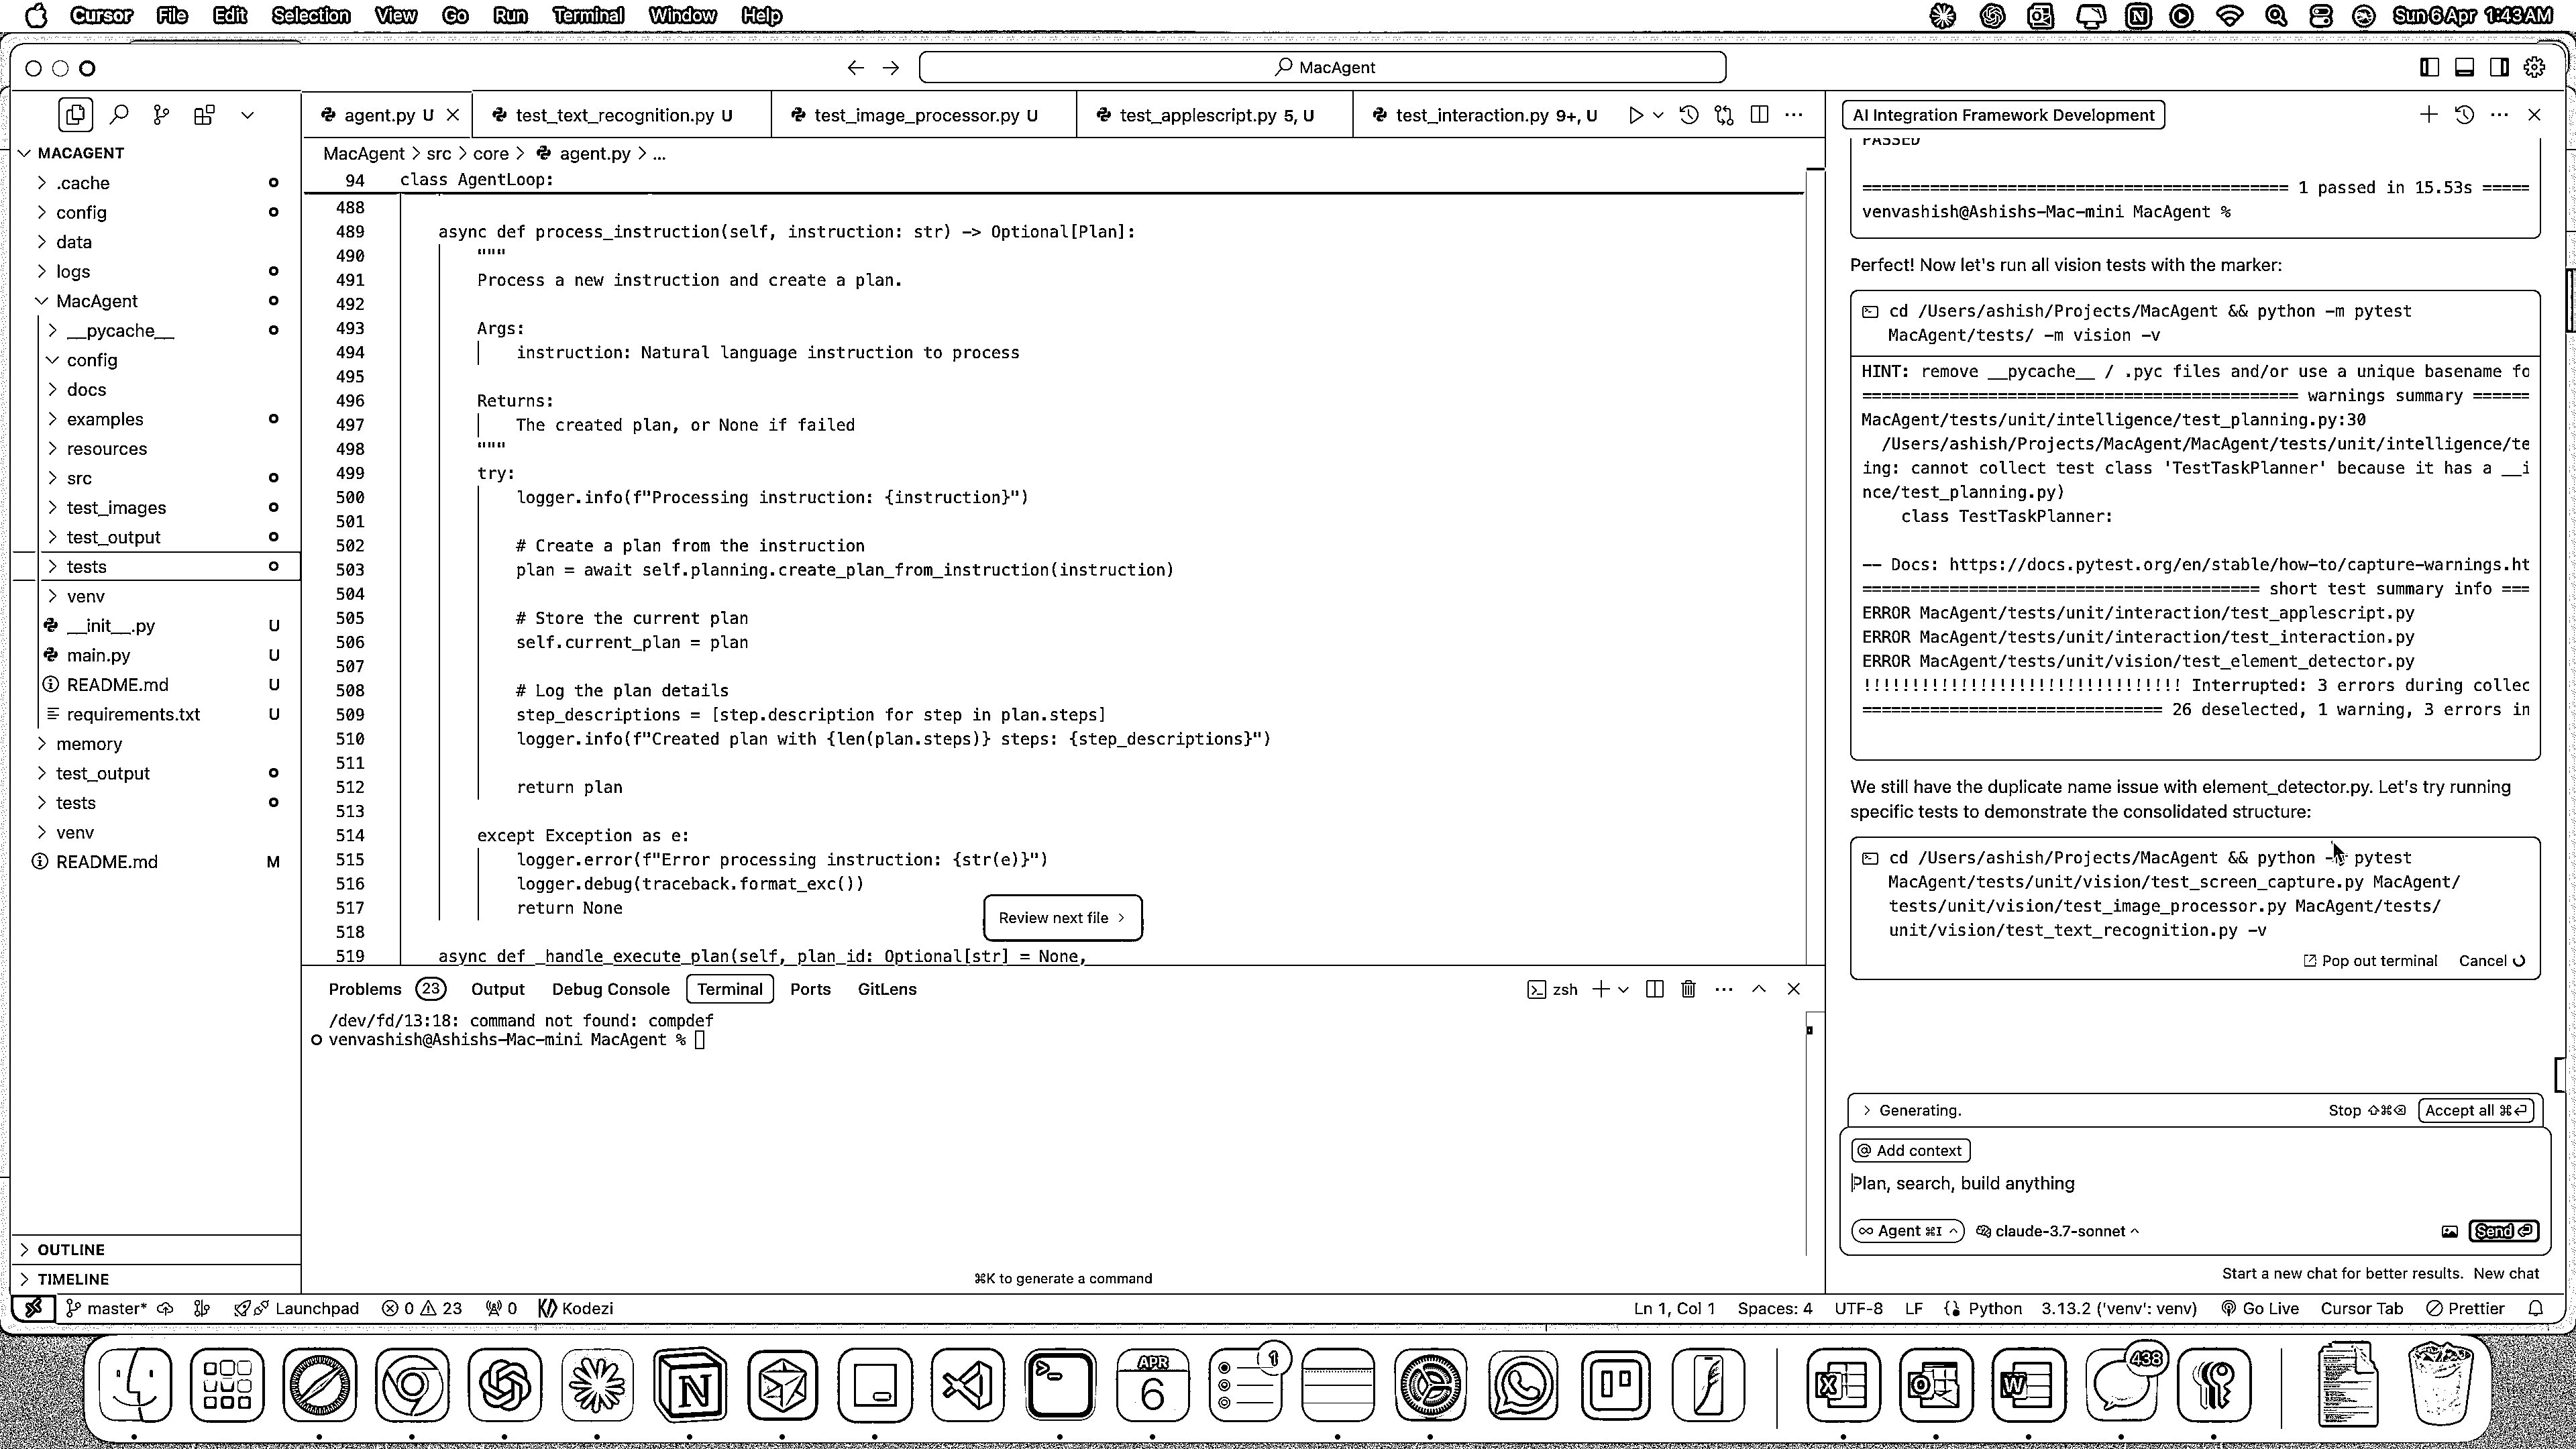 Cursor File Edit Selection View Go Run Terminal Window Help
Sun 6 Apr 1:43 AM
MacAgent
agent.py U
test_text_recognition.py U
test_image_processor.py U
test_applescript.py 5, U
test_interaction.py 9+, U
MACAGENT
.cache
config
data
logs
MacAgent
__pycache__
config
docs
examples
resources
src
test_images
test_output
tests
venv
__init__.py U
main.py U
README.md U
requirements.txt U
memory
test_output
tests
venv
README.md M
OUTLINE
TIMELINE
MacAgent > src > core > agent.py > ...
94 class AgentLoop:
488
489 async def process_instruction(self, instruction: str) -> Optional[Plan]:
490 """
491 Process a new instruction and create a plan.
492
493 Args:
494 instruction: Natural language instruction to process
495
496 Returns:
497 The created plan, or None if failed
498 """
499 try:
500 logger.info(f"Processing instruction: {instruction}")
501
502 # Create a plan from the instruction
503 plan = await self.planning.create_plan_from_instruction(instruction)
504
505 # Store the current plan
506 self.current_plan = plan
507
508 # Log the plan details
509 step_descriptions = [step.description for step in plan.steps]
510 logger.info(f"Created plan with {len(plan.steps)} steps: {step_descriptions}")
511
512 return plan
513
514 except Exception as e:
515 logger.error(f"Error processing instruction: {str(e)}")
516 logger.debug(traceback.format_exc())
517 return None
518
519 async def _handle_execute_plan(self, plan_id: Optional[str] = None,
Review next file >
Problems 23 Output Debug Console Terminal Ports GitLens
zsh
/dev/fd/13:18: command not found: compdef
venvashish@Ashishs-Mac-mini MacAgent %
⌘K to generate a command
AI Integration Framework Development
PASSED
============================================ 1 passed in 15.53s =====
venvashish@Ashishs-Mac-mini MacAgent %
Perfect! Now let's run all vision tests with the marker:
cd /Users/ashish/Projects/MacAgent && python -m pytest
MacAgent/tests/ -m vision -v
HINT: remove __pycache__ / .pyc files and/or use a unique basename fo
============================================= warnings summary ======
MacAgent/tests/unit/intelligence/test_planning.py:30
/Users/ashish/Projects/MacAgent/MacAgent/tests/unit/intelligence/te
ing: cannot collect test class 'TestTaskPlanner' because it has a __i
nce/test_planning.py)
class TestTaskPlanner:
-- Docs: https://docs.pytest.org/en/stable/how-to/capture-warnings.ht
========================================= short test summary info ===
ERROR MacAgent/tests/unit/interaction/test_applescript.py
ERROR MacAgent/tests/unit/interaction/test_interaction.py
ERROR MacAgent/tests/unit/vision/test_element_detector.py
!!!!!!!!!!!!!!!!!!!!!!!!!!!!!!!!! Interrupted: 3 errors during collec
=============================== 26 deselected, 1 warning, 3 errors in
We still have the duplicate name issue with element_detector.py. Let's try running
specific tests to demonstrate the consolidated structure:
cd /Users/ashish/Projects/MacAgent && python pytest
MacAgent/tests/unit/vision/test_screen_capture.py MacAgent/
tests/unit/vision/test_image_processor.py MacAgent/tests/
unit/vision/test_text_recognition.py -v
Pop out terminal Cancel
> Generating.
Stop ⇧⌘⌫ Accept all ⌘⏎
@ Add context
Plan, search, build anything
∞ Agent ⌘I ^ claude-3.7-sonnet ^
Send
Start a new chat for better results. New chat
master* Launchpad 0 23 0 Kodezi
Ln 1, Col 1 Spaces: 4 UTF-8 LF Python 3.13.2 ('venv': venv) Go Live Cursor Tab Prettier
N
APR
6
1
X
O
W
438